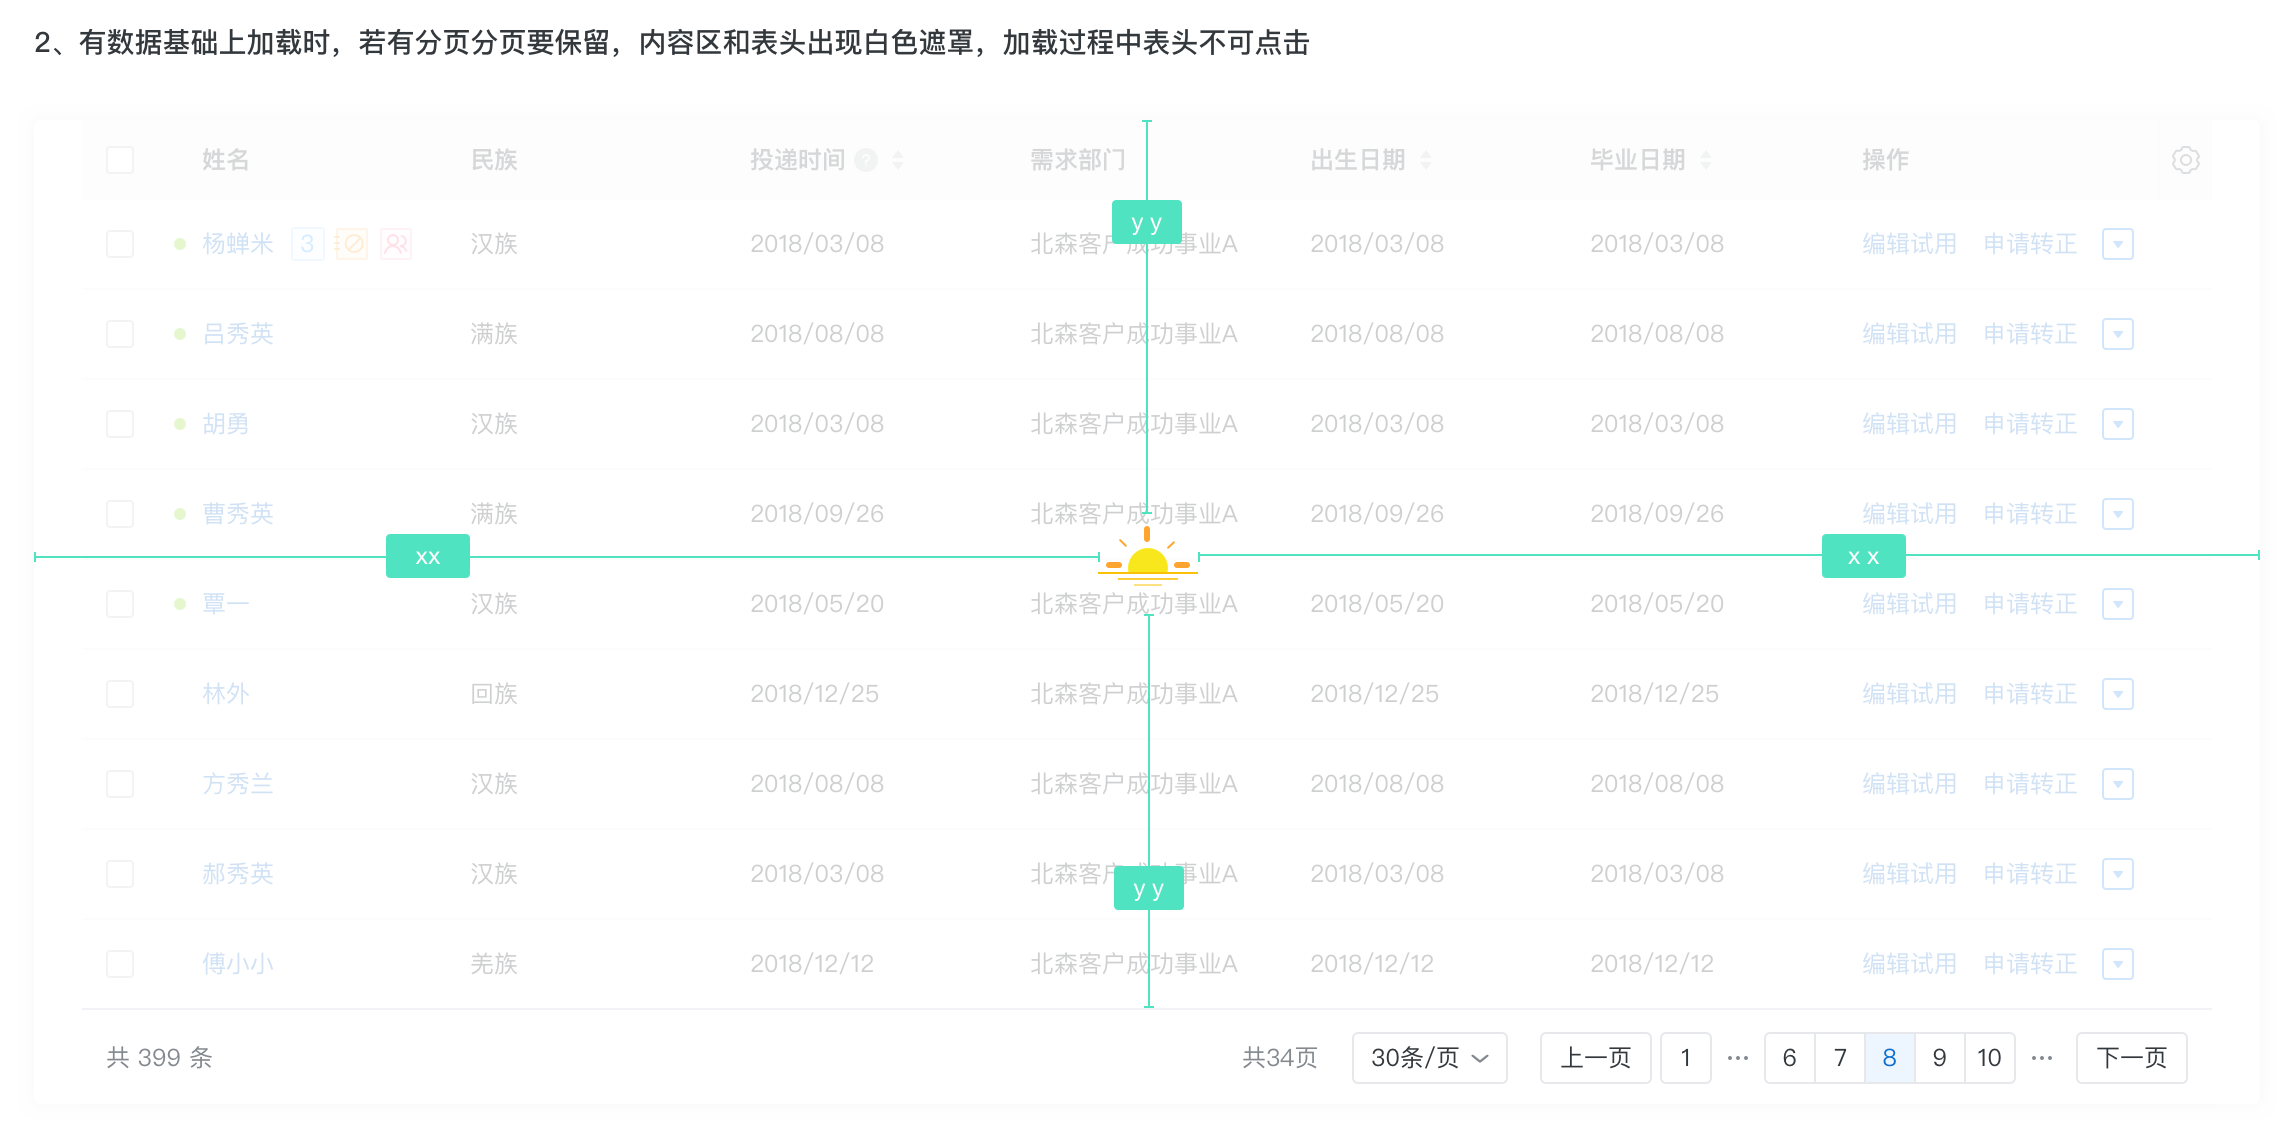 2、有数据基础上加载时，若有分页分页要保留，内容区和表头出现白色遮罩，加载过程中表头不可点击
姓名 民族 投递时间 ? 需求部门 出生日期 毕业日期 操作
y y
杨蝉米 3 汉族 2018/03/08 北森客户成功事业A 2018/03/08 2018/03/08 编辑试用 申请转正
吕秀英 满族 2018/08/08 北森客户成功事业A 2018/08/08 2018/08/08 编辑试用 申请转正
胡勇 汉族 2018/03/08 北森客户成功事业A 2018/03/08 2018/03/08 编辑试用 申请转正
曹秀英 满族 2018/09/26 北森客户成功事业A 2018/09/26 2018/09/26 编辑试用 申请转正
xx x x
覃一 汉族 2018/05/20 北森客户成功事业A 2018/05/20 2018/05/20 编辑试用 申请转正
林外 回族 2018/12/25 北森客户成功事业A 2018/12/25 2018/12/25 编辑试用 申请转正
方秀兰 汉族 2018/08/08 北森客户成功事业A 2018/08/08 2018/08/08 编辑试用 申请转正
郝秀英 汉族 2018/03/08 北森客户成功事业A 2018/03/08 2018/03/08 编辑试用 申请转正
y y
傅小小 羌族 2018/12/12 北森客户成功事业A 2018/12/12 2018/12/12 编辑试用 申请转正
共 399 条 共34页 30条/页 上一页 1 ··· 6 7 8 9 10 ··· 下一页